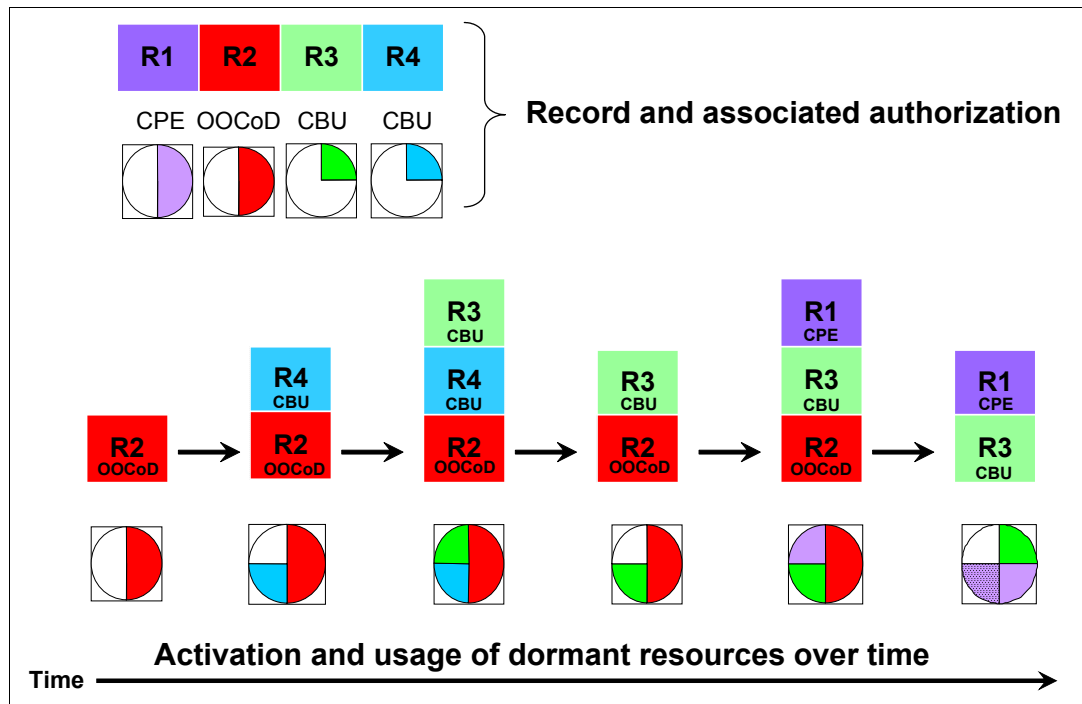 R1 R2 R3 R4
Record and associated authorization
CPE OOCoD CBU CBU
R3
CBU
R1
CPE
R4
CBU
R4
CBU
R3
CBU
R3
CBU
R1
CPE
R2
OOCoD
R2
OOCoD
R2
OOCoD
R2
OOCoD
R2
OOCoD
R3
CBU
Activation and usage of dormant resources over time
Time